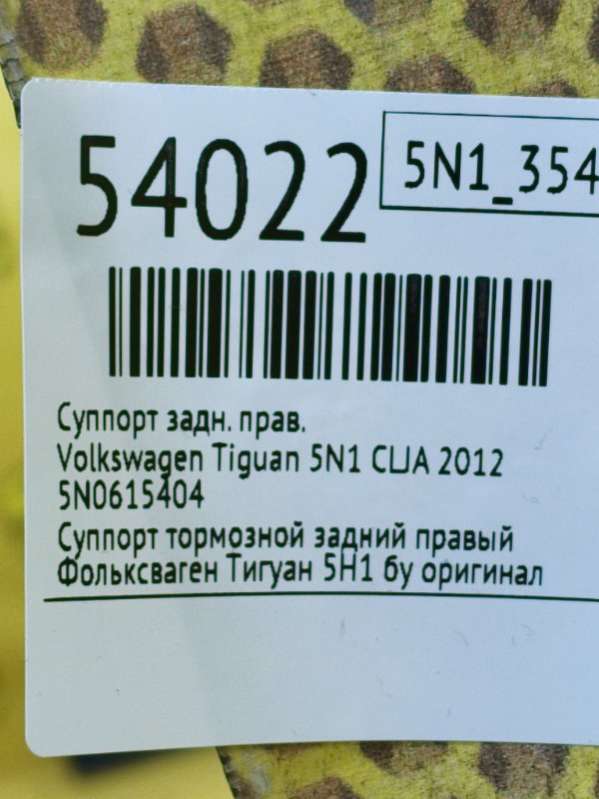 54022
5N1_354
Суппорт задн. прав.
Volkswagen Tiguan 5N1 CLJA 2012
5N0615404
Суппорт тормозной задний правый
Фольксваген Тигуан 5Н1 бу оригинал